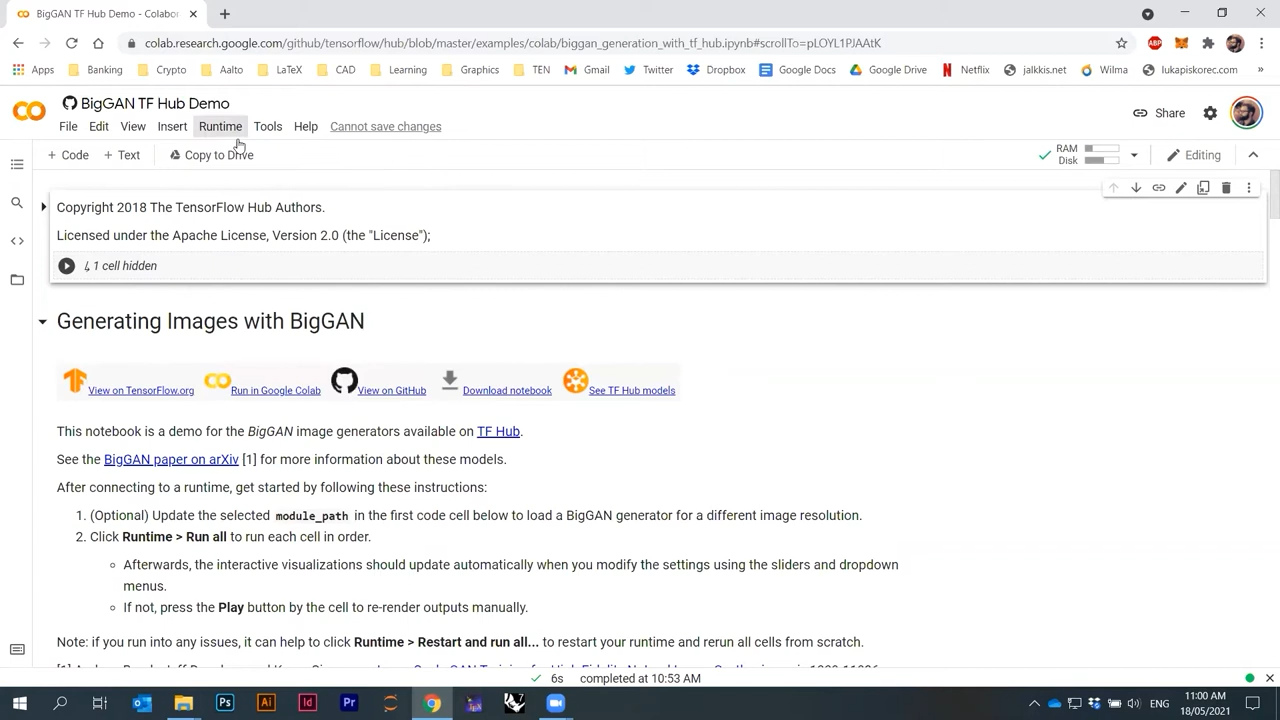 BigGAN TF Hub Demo - Colabor
colab.research.google.com/github/tensorflow/hub/blob/master/examples/colab/biggan_generation_with_tf_hub.ipynb#scrollTo=pLOYL1PJAAtK
Apps Banking Crypto Aalto LaTeX CAD Learning Graphics TEN Gmail Twitter Dropbox Google Docs Google Drive Netflix jalkkis.net Wilma lukapiskorec.com »
BigGAN TF Hub Demo
Share
File Edit View Insert Runtime Tools Help Cannot save changes
+ Code + Text Copy to Drive
RAM
Disk
Editing
Copyright 2018 The TensorFlow Hub Authors.
Licensed under the Apache License, Version 2.0 (the "License");
1 cell hidden
Generating Images with BigGAN
View on TensorFlow.org Run in Google Colab View on GitHub Download notebook See TF Hub models
This notebook is a demo for the BigGAN image generators available on TF Hub.
See the BigGAN paper on arXiv [1] for more information about these models.
After connecting to a runtime, get started by following these instructions:
1. (Optional) Update the selected module_path in the first code cell below to load a BigGAN generator for a different image resolution.
2. Click Runtime > Run all to run each cell in order.
Afterwards, the interactive visualizations should update automatically when you modify the settings using the sliders and dropdown
menus.
If not, press the Play button by the cell to re-render outputs manually.
Note: if you run into any issues, it can help to click Runtime > Restart and run all... to restart your runtime and rerun all cells from scratch.
6s completed at 10:53 AM
Ps Ai Id Pr
ENG
11:00 AM
18/05/2021